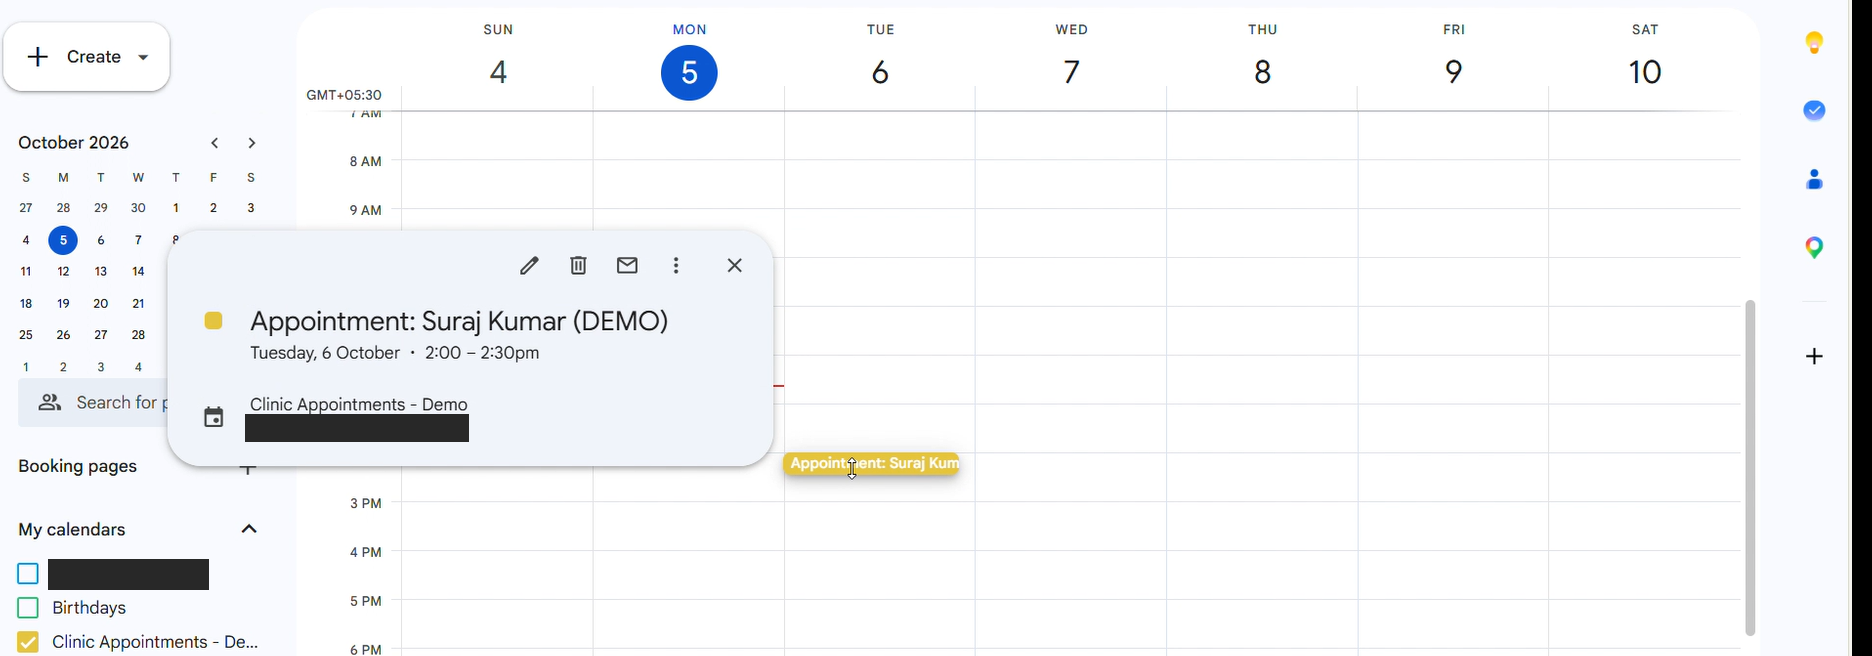 Create
October 2026
S M T W T F S
27 28 29 30 1 2 3
4 5 6 7 8
11 12 13 14
18 19 20 21
25 26 27 28
1 2 3 4
Search for
Booking pages
My calendars
Birthdays
Clinic Appointments - De...
SUN MON TUE WED THU FRI SAT
4 5 6 7 8 9 10
GMT+05:30
7 AM
8 AM
9 AM
Appointment: Suraj Kumar (DEMO)
Tuesday, 6 October · 2:00 – 2:30pm
Clinic Appointments - Demo
Appointment: Suraj Kum
3 PM
4 PM
5 PM
6 PM